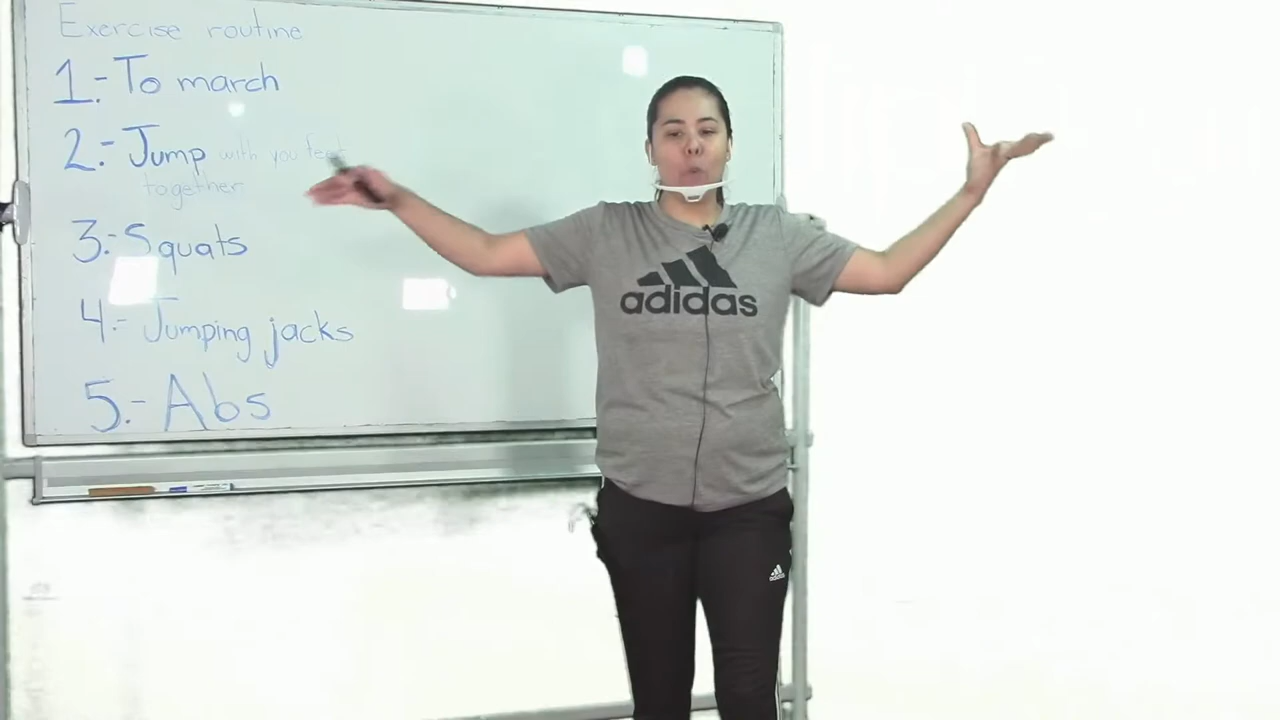 Exercise routine
1.- To march
2.- Jump with you feet
together
3.- Squats
4.- Jumping jacks
5.- Abs
adidas
adidas